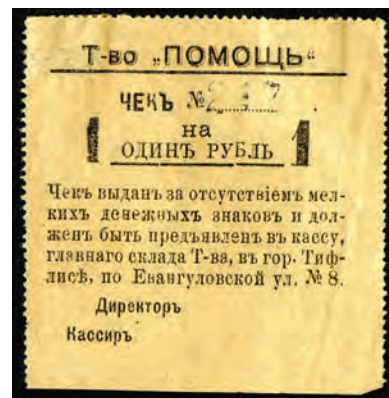 Т-во „ПОМОЩЬ“
ЧЕКЪ №
на
1 ОДИНЪ РУБЛЬ 1
Чекъ выданъ за отсутствіемъ мел-
кихъ денежныхъ знаковъ и дол-
женъ быть предъявленъ въ кассу,
главнаго склада Т-ва, въ гор. Тиф-
лисѣ, по Евангуловской ул. № 8.
Директоръ
Кассиръ